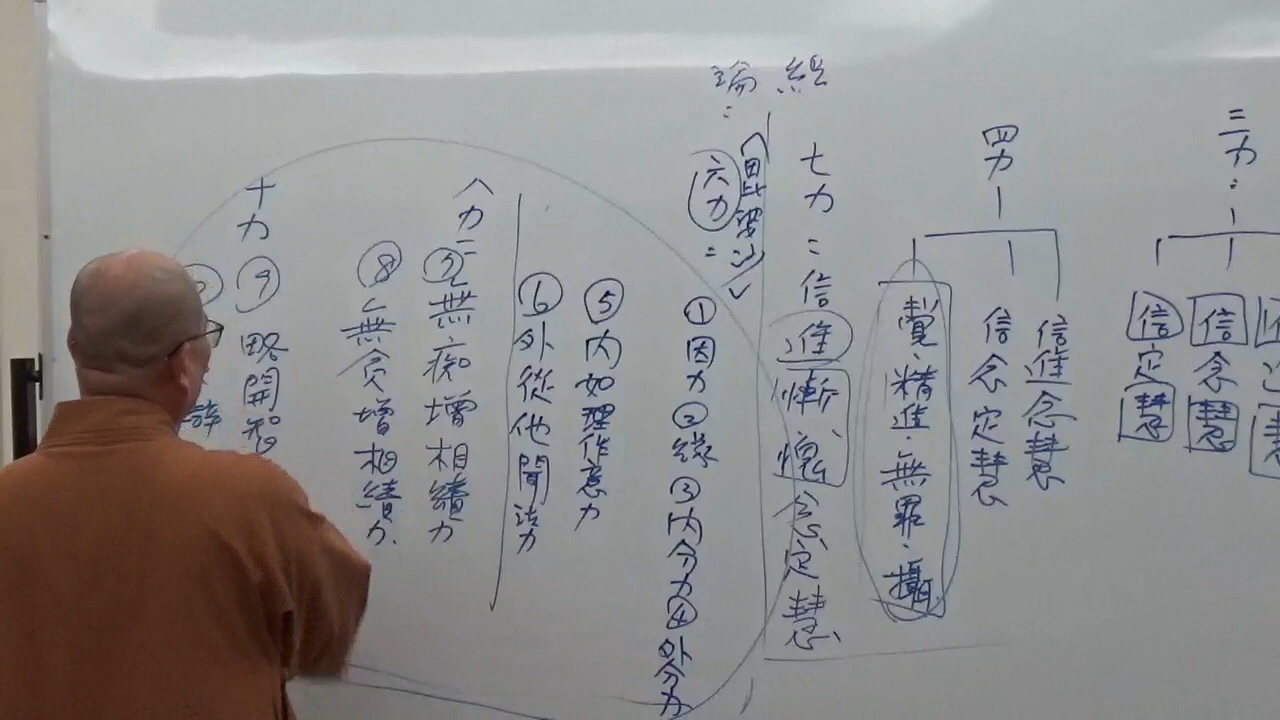 三力：
信定慧
信念慧
慧
四力
信進念慧
信念定慧
覺、精進、無罪、攝
經
論：
七力：信進慚愧念定慧
(毘婆沙)
六力：
①因力②緣③內分力④外分力
⑤內如理作意力
⑥外從他聞法力
八力：
⑦無痴增相續力
⑧無貪增相續力
十力
⑨略開智